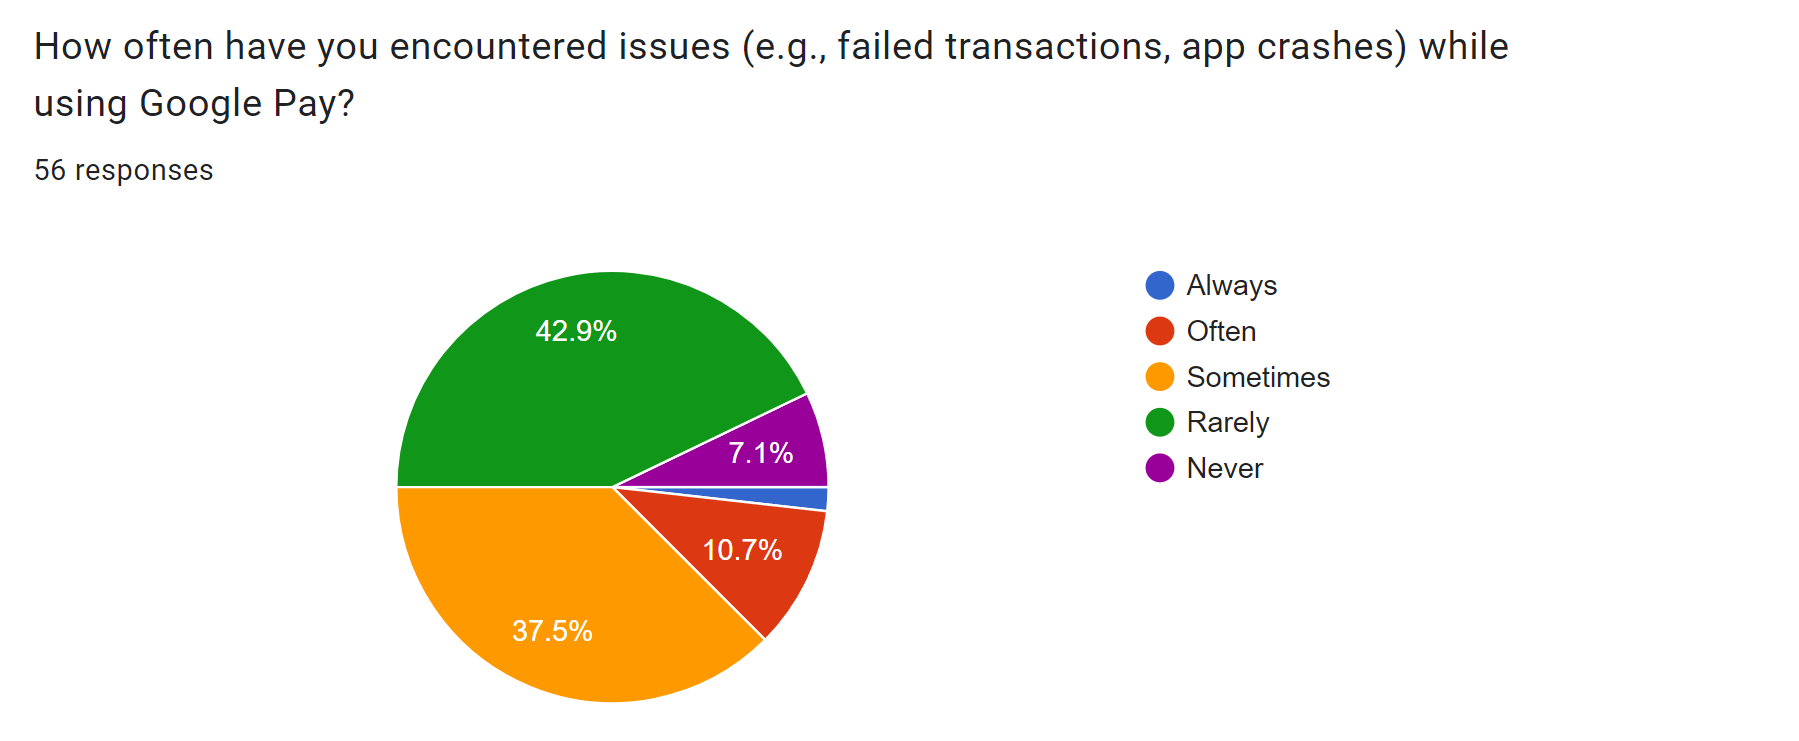 How often have you encountered issues (e.g., failed transactions, app crashes) while
using Google Pay?
56 responses
42.9%
7.1%
10.7%
37.5%
Always
Often
Sometimes
Rarely
Never